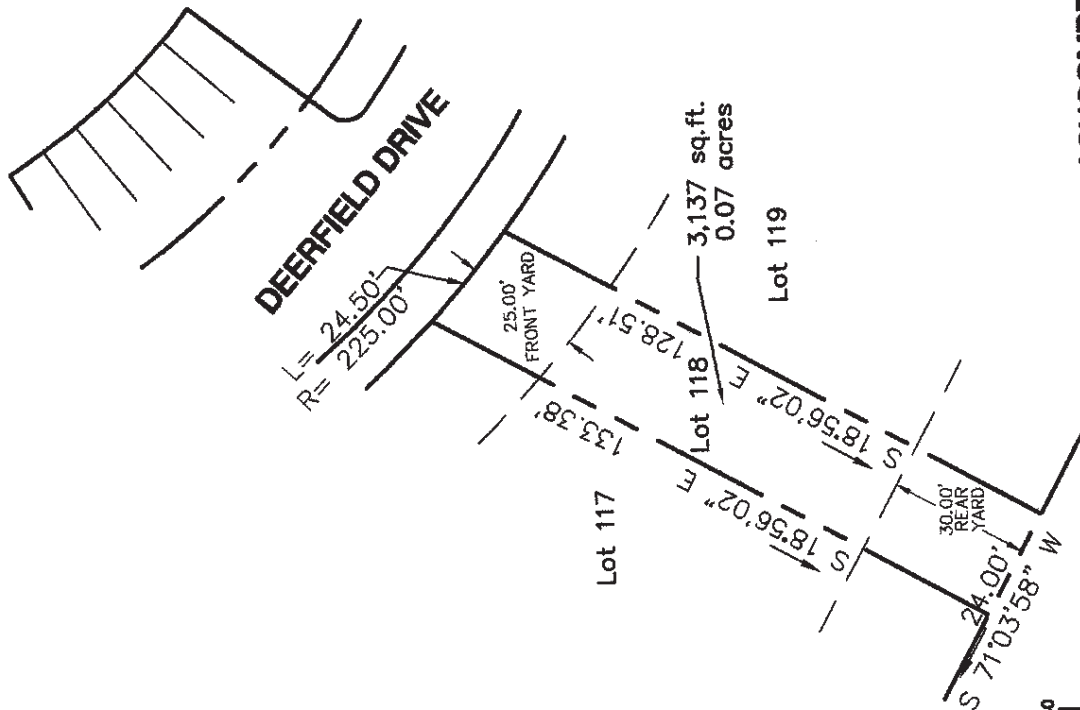 DEERFIELD DRIVE
L= 24.50'
R= 225.00'
25.00'
FRONT YARD
3,137 sq.ft.
0.07 acres
Lot 119
128.51'
S 18°56'02" E
Lot 118
133.38'
S 18°56'02" E
Lot 117
30.00'
REAR
YARD
24.00'
S 71°03'58" W